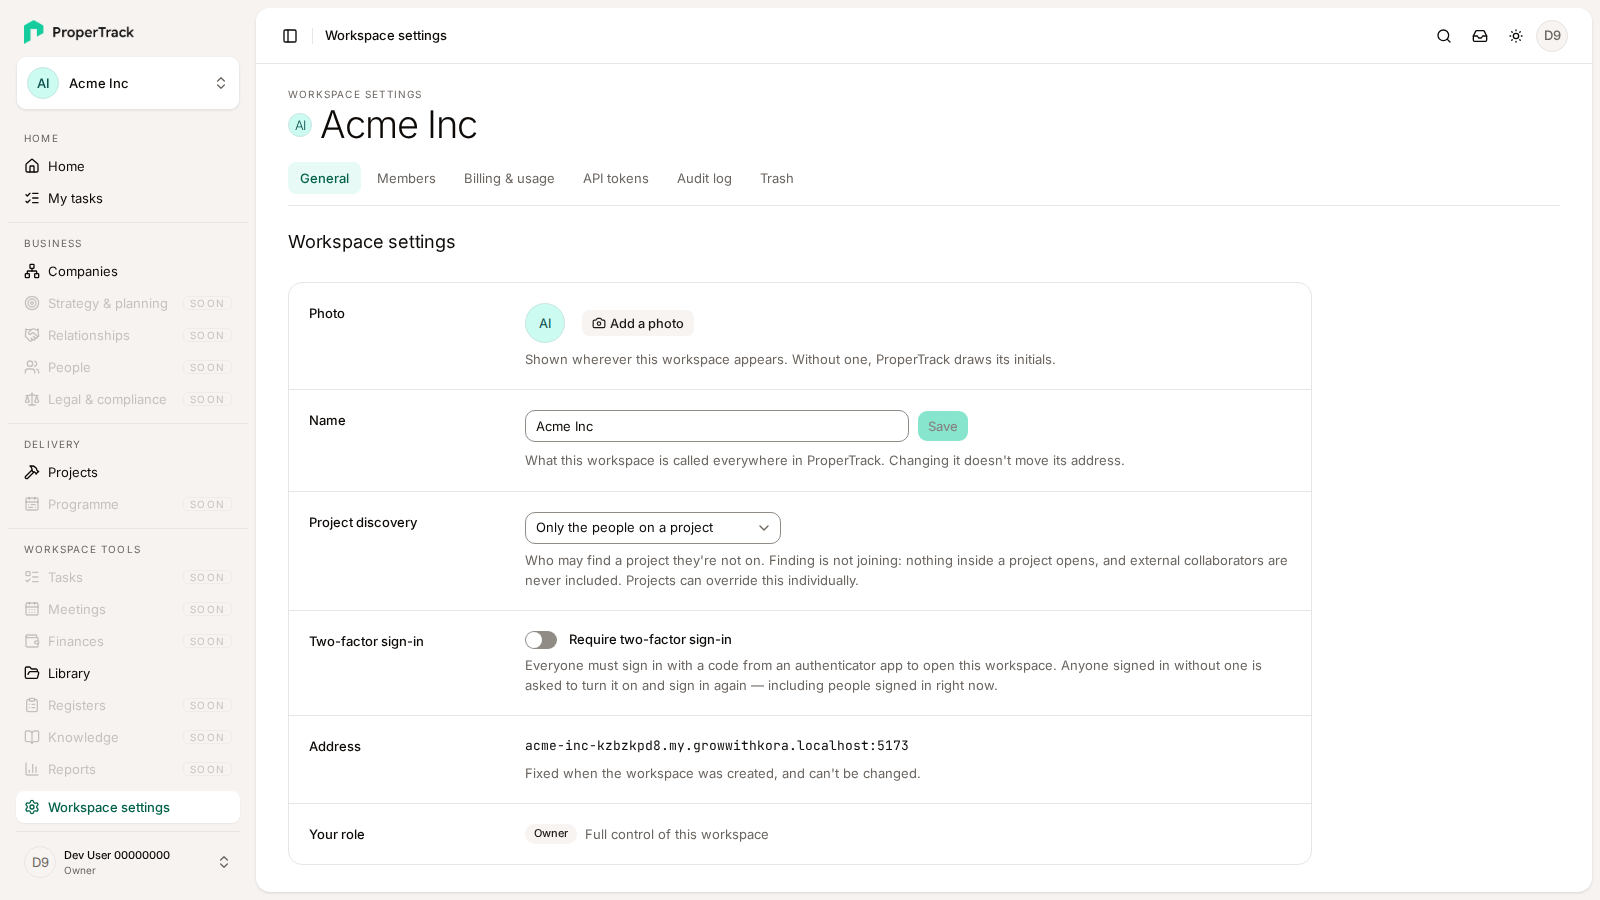 ProperTrack
AI
Acme Inc
HOME
Home
My tasks
BUSINESS
Companies
Strategy & planning SOON
Relationships SOON
People SOON
Legal & compliance SOON
DELIVERY
Projects
Programme SOON
WORKSPACE TOOLS
Tasks SOON
Meetings SOON
Finances SOON
Library
Registers SOON
Knowledge SOON
Reports SOON
Workspace settings
D9
Dev User 00000000
Owner
Workspace settings
D9
WORKSPACE SETTINGS
AI Acme Inc
General Members Billing & usage API tokens Audit log Trash
Workspace settings
Photo
AI
Add a photo
Shown wherever this workspace appears. Without one, ProperTrack draws its initials.
Name
Acme Inc
Save
What this workspace is called everywhere in ProperTrack. Changing it doesn't move its address.
Project discovery
Only the people on a project
Who may find a project they're not on. Finding is not joining: nothing inside a project opens, and external collaborators are
never included. Projects can override this individually.
Two-factor sign-in
Require two-factor sign-in
Everyone must sign in with a code from an authenticator app to open this workspace. Anyone signed in without one is
asked to turn it on and sign in again — including people signed in right now.
Address
acme-inc-kzbzkpd8.my.growwithkora.localhost:5173
Fixed when the workspace was created, and can't be changed.
Your role
Owner Full control of this workspace